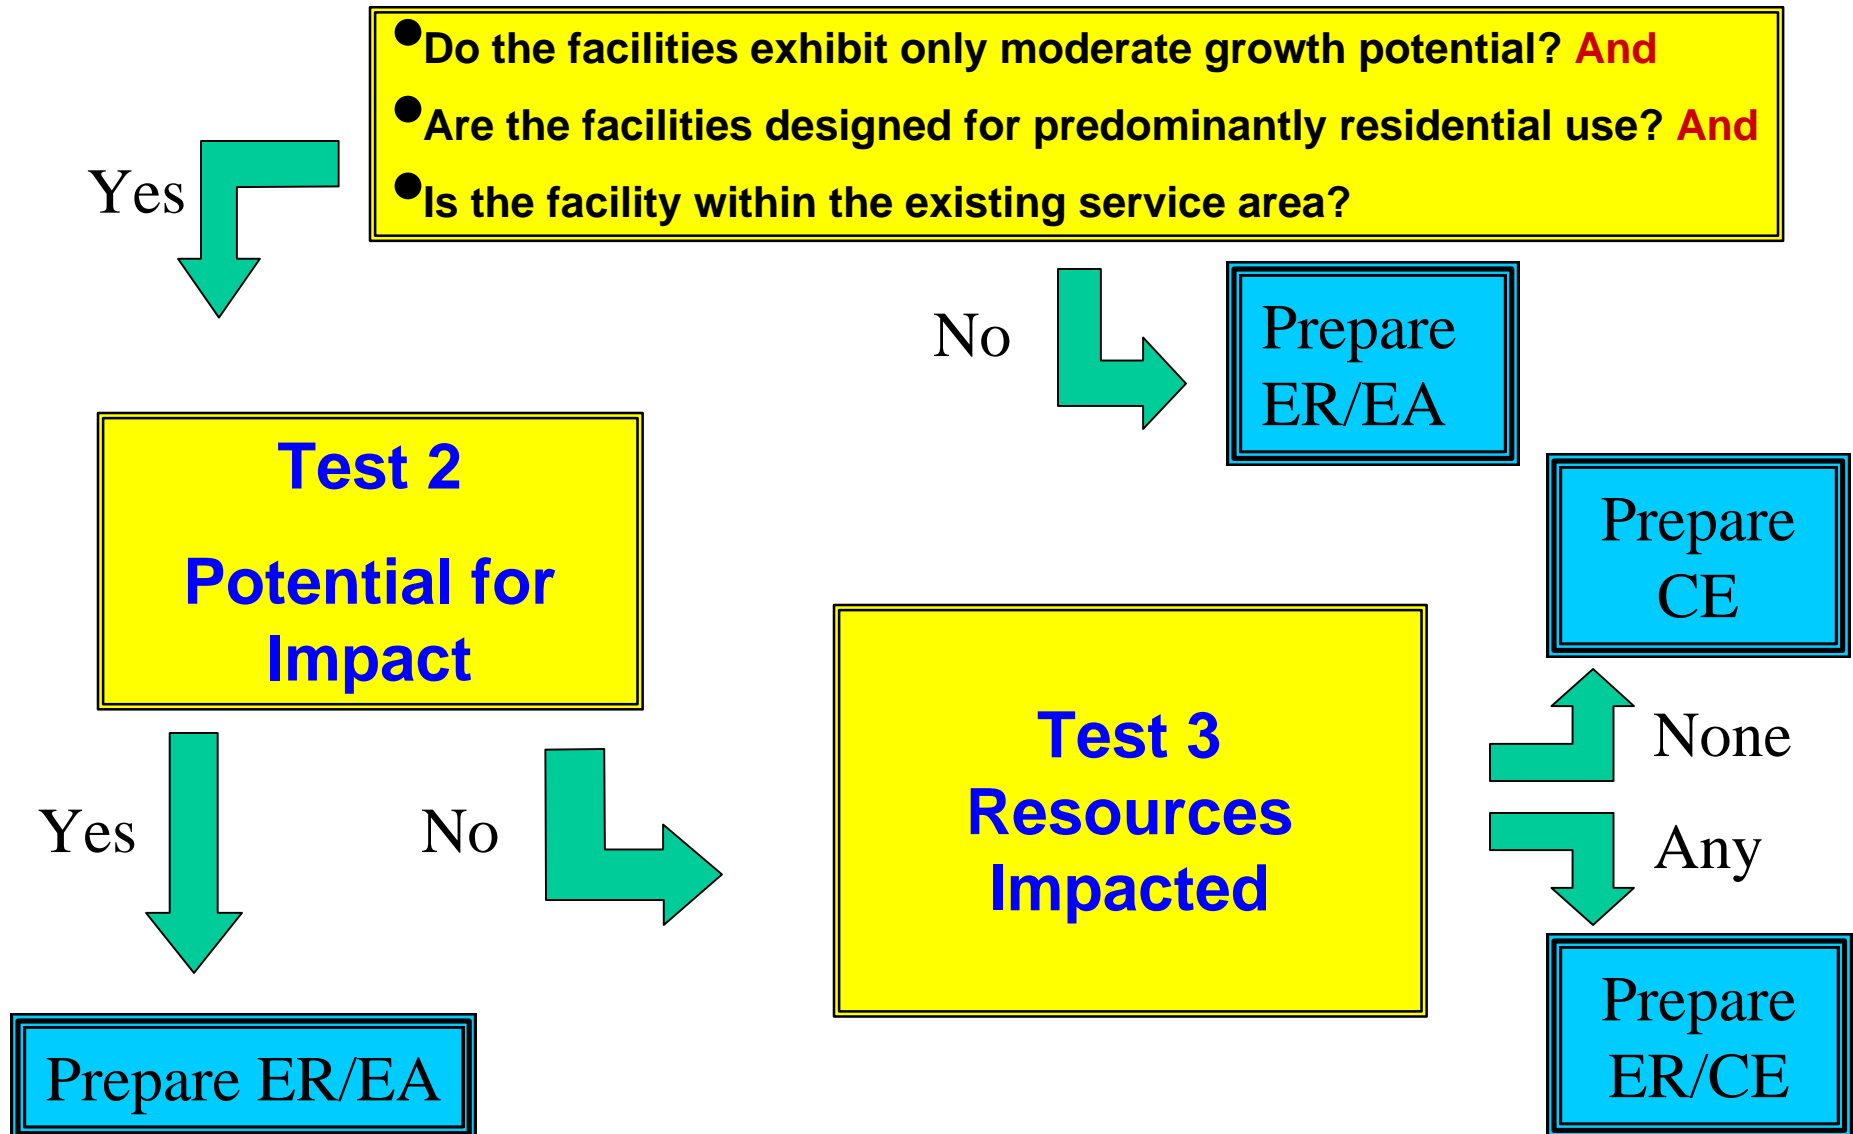 ●Do the facilities exhibit only moderate growth potential? And
●Are the facilities designed for predominantly residential use? And
●Is the facility within the existing service area?
Yes
No
Prepare
ER/EA
Test 2
Potential for
Impact
Yes
No
Prepare ER/EA
Test 3
Resources
Impacted
None
Any
Prepare
CE
Prepare
ER/CE